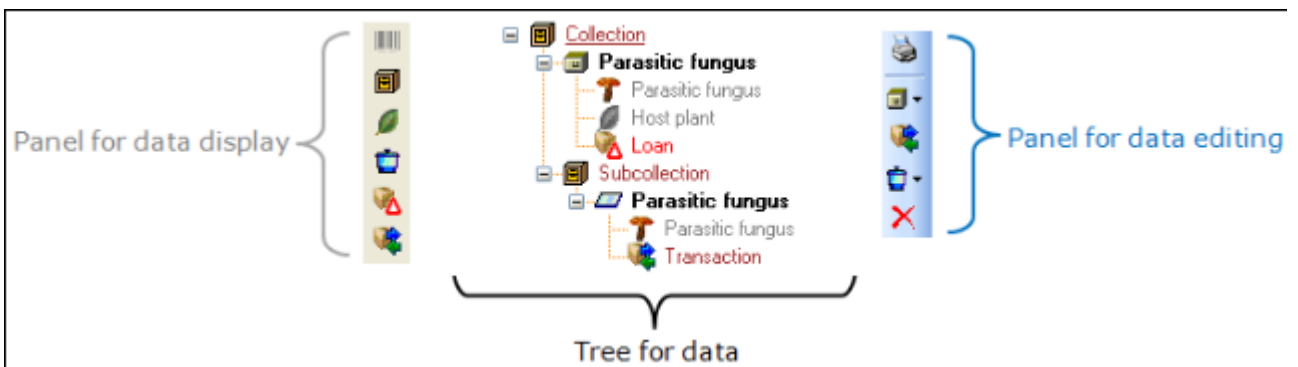 Collection
Parasitic fungus
Parasitic fungus
Host plant
Loan
Subcollection
Parasitic fungus
Parasitic fungus
Transaction
Panel for data display
Panel for data editing
Tree for data